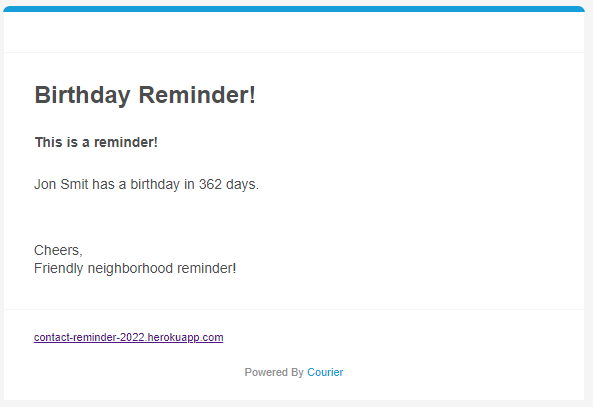 Birthday Reminder!
This is a reminder!
Jon Smit has a birthday in 362 days.
Cheers,
Friendly neighborhood reminder!
contact-reminder-2022.herokuapp.com
Powered By Courier